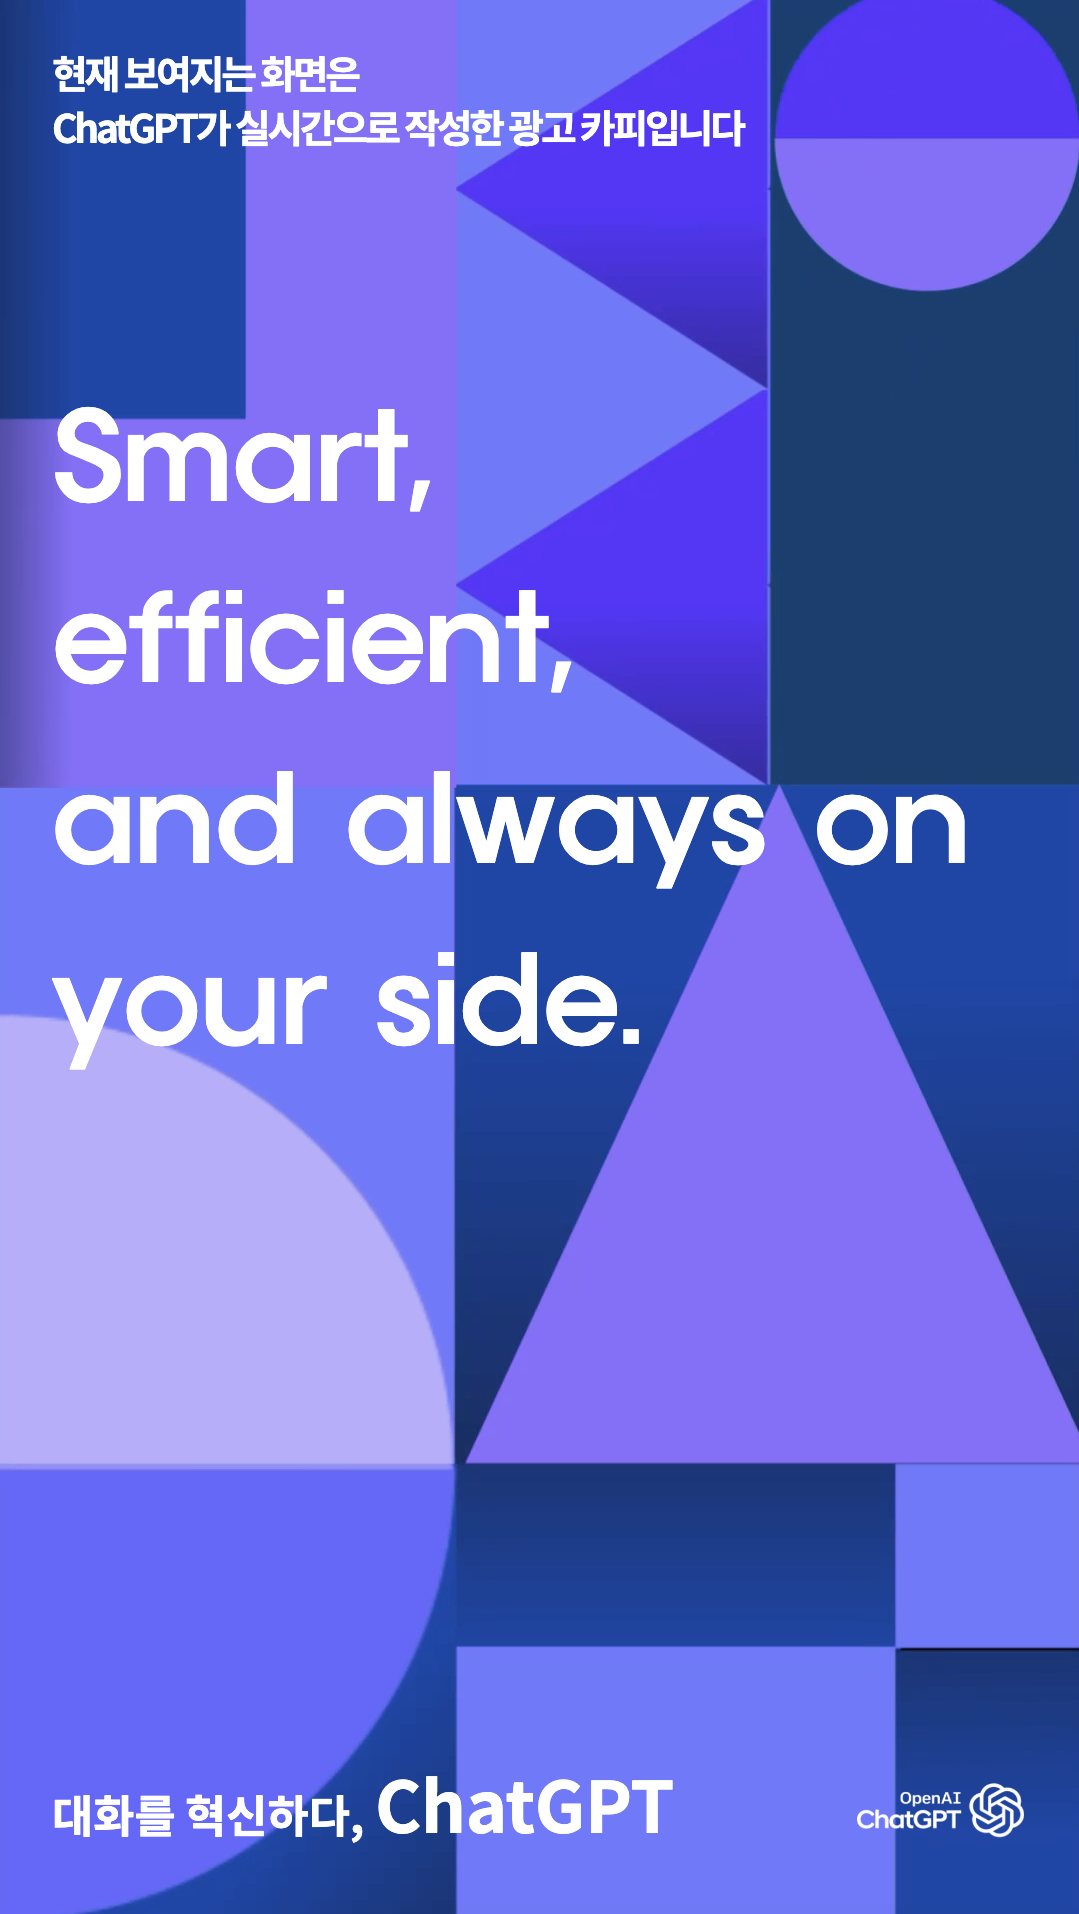 현재 보여지는 화면은
ChatGPT가 실시간으로 작성한 광고 카피입니다
Smart,
efficient,
and always on
your side.
대화를 혁신하다, ChatGPT
OpenAI
ChatGPT